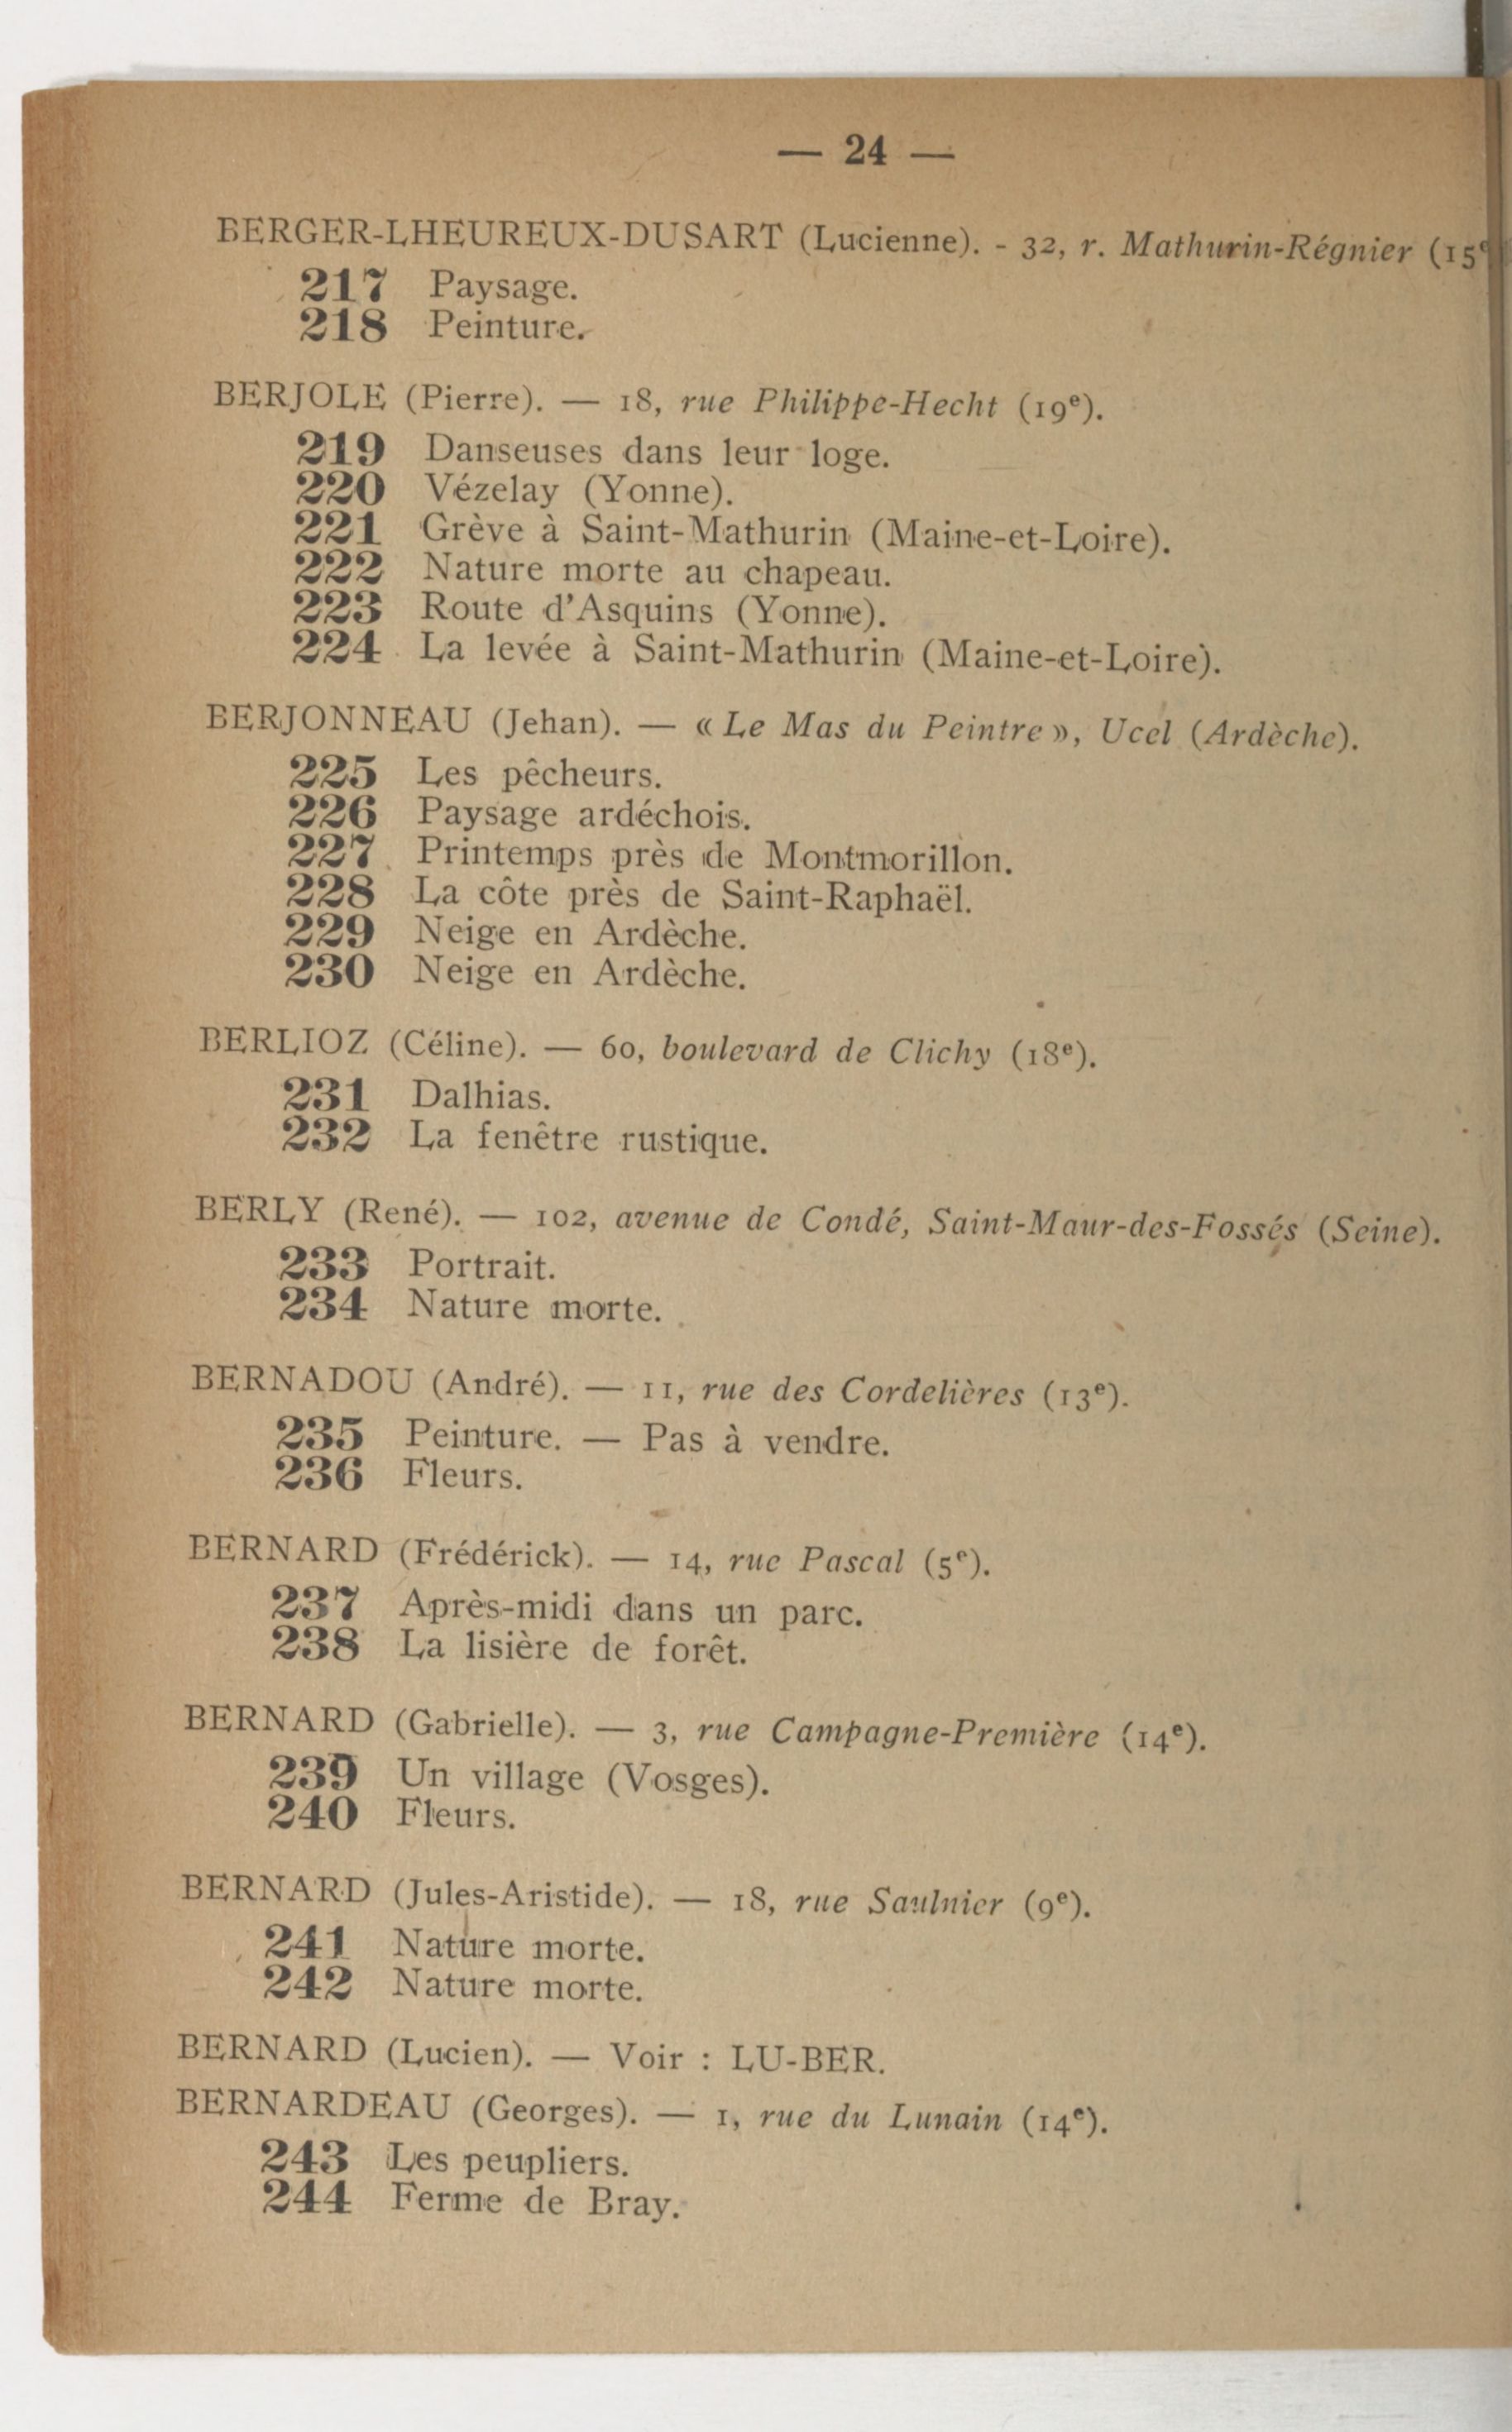 — 24 —
BERGER-LHEUREUX-DUSART (Lucienne). - 32, r. Mathurin-Régnier (15e
217 Paysage.
218 Peinture.
BERJOLE (Pierre). — 18, rue Philippe-Hecht (19e).
219 Danseuses dans leur loge.
220 Vézelay (Yonne).
221 Grève à Saint-Mathurin (Maine-et-Loire).
222 Nature morte au chapeau.
223 Route d'Asquins (Yonne).
224 La levée à Saint-Mathurin (Maine-et-Loire).
BERJONNEAU (Jehan). — « Le Mas du Peintre », Ucel (Ardèche).
225 Les pêcheurs.
226 Paysage ardéchois.
227 Printemps près de Montmorillon.
228 La côte près de Saint-Raphaël.
229 Neige en Ardèche.
230 Neige en Ardèche.
BERLIOZ (Céline). — 60, boulevard de Clichy (18e).
231 Dalhias.
232 La fenêtre rustique.
BERLY (René). — 102, avenue de Condé, Saint-Maur-des-Fossés (Seine).
233 Portrait.
234 Nature morte.
BERNADOU (André). — 11, rue des Cordelières (13e).
235 Peinture. — Pas à vendre.
236 Fleurs.
BERNARD (Frédérick). — 14, rue Pascal (5e).
237 Après-midi dans un parc.
238 La lisière de forêt.
BERNARD (Gabrielle). — 3, rue Campagne-Première (14e).
239 Un village (Vosges).
240 Fleurs.
BERNARD (Jules-Aristide). — 18, rue Saulnier (9e).
241 Nature morte.
242 Nature morte.
BERNARD (Lucien). — Voir : LU-BER.
BERNARDEAU (Georges). — 1, rue du Lunain (14e).
243 Les peupliers.
244 Ferme de Bray.